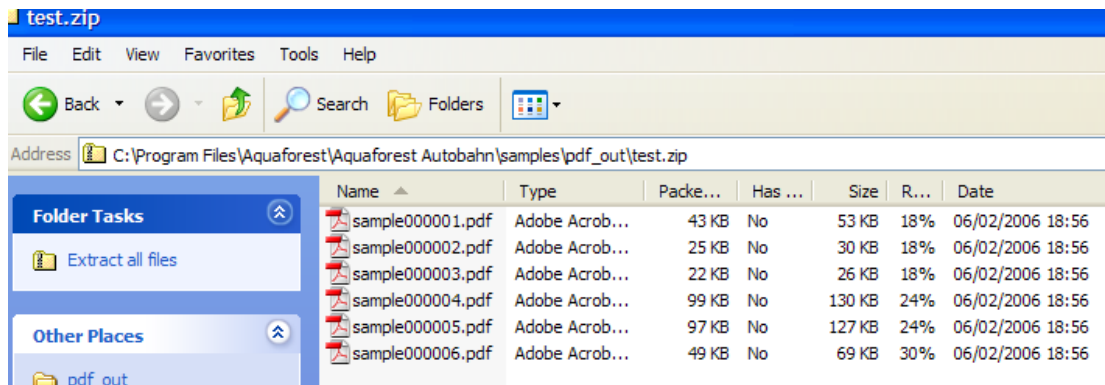 test.zip
File Edit View Favorites Tools Help
Back Search Folders
Address C:\Program Files\Aquaforest\Aquaforest Autobahn\samples\pdf_out\test.zip
Name Type Packe... Has ... Size R... Date
Folder Tasks
Extract all files
Other Places
pdf_out
sample000001.pdf Adobe Acrob... 43 KB No 53 KB 18% 06/02/2006 18:56
sample000002.pdf Adobe Acrob... 25 KB No 30 KB 18% 06/02/2006 18:56
sample000003.pdf Adobe Acrob... 22 KB No 26 KB 18% 06/02/2006 18:56
sample000004.pdf Adobe Acrob... 99 KB No 130 KB 24% 06/02/2006 18:56
sample000005.pdf Adobe Acrob... 97 KB No 127 KB 24% 06/02/2006 18:56
sample000006.pdf Adobe Acrob... 49 KB No 69 KB 30% 06/02/2006 18:56